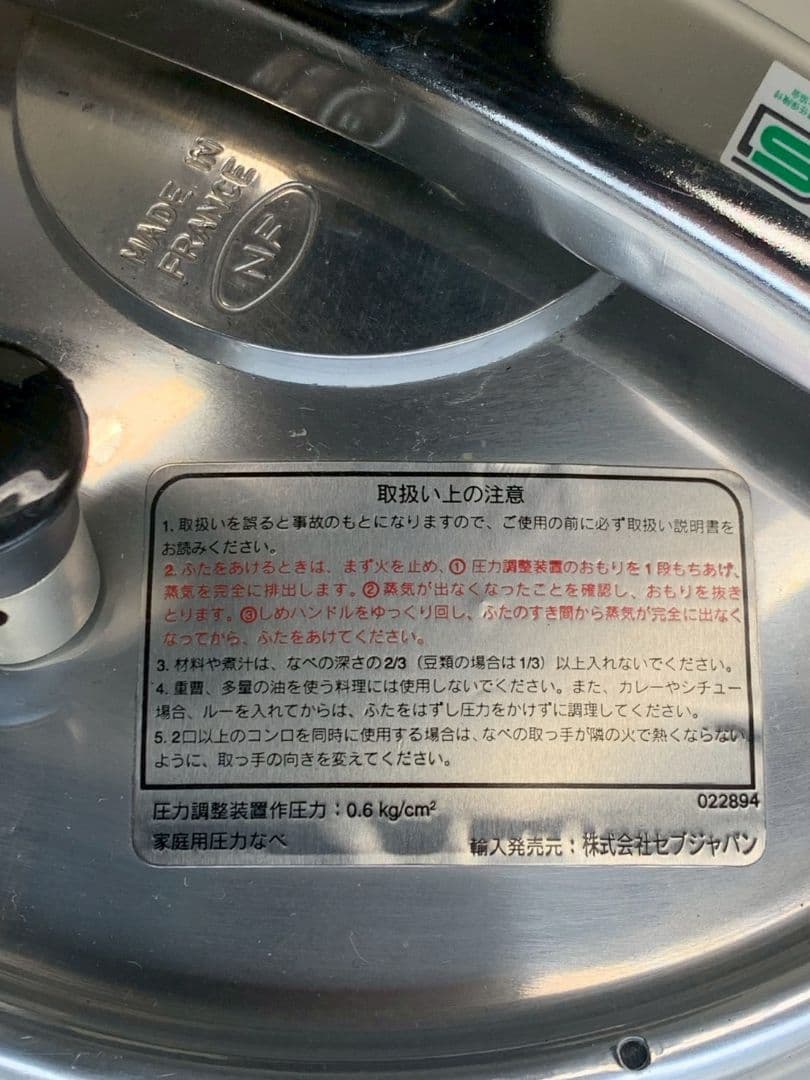 MADE IN
FRANCE
NF
S
取扱い上の注意
1. 取扱いを誤ると事故のもとになりますので、ご使用の前に必ず取扱い説明書を
お読みください。
2. ふたをあけるときは、まず火を止め、①圧力調整装置のおもりを1段もちあげ、
蒸気を完全に排出します。②蒸気が出なくなったことを確認し、おもりを抜き
とります。③しめハンドルをゆっくり回し、ふたのすき間から蒸気が完全に出なく
なってから、ふたをあけてください。
3. 材料や煮汁は、なべの深さの2/3（豆類の場合は1/3）以上入れないでください。
4. 重曹、多量の油を使う料理には使用しないでください。また、カレーやシチュー
場合、ルーを入れてからは、ふたをはずし圧力をかけずに調理してください。
5. 2口以上のコンロを同時に使用する場合は、なべの取っ手が隣の火で熱くならない
ように、取っ手の向きを変えてください。
022894
圧力調整装置作圧力：0.6 kg/cm²
家庭用圧力なべ
輸入発売元：株式会社セブジャパン